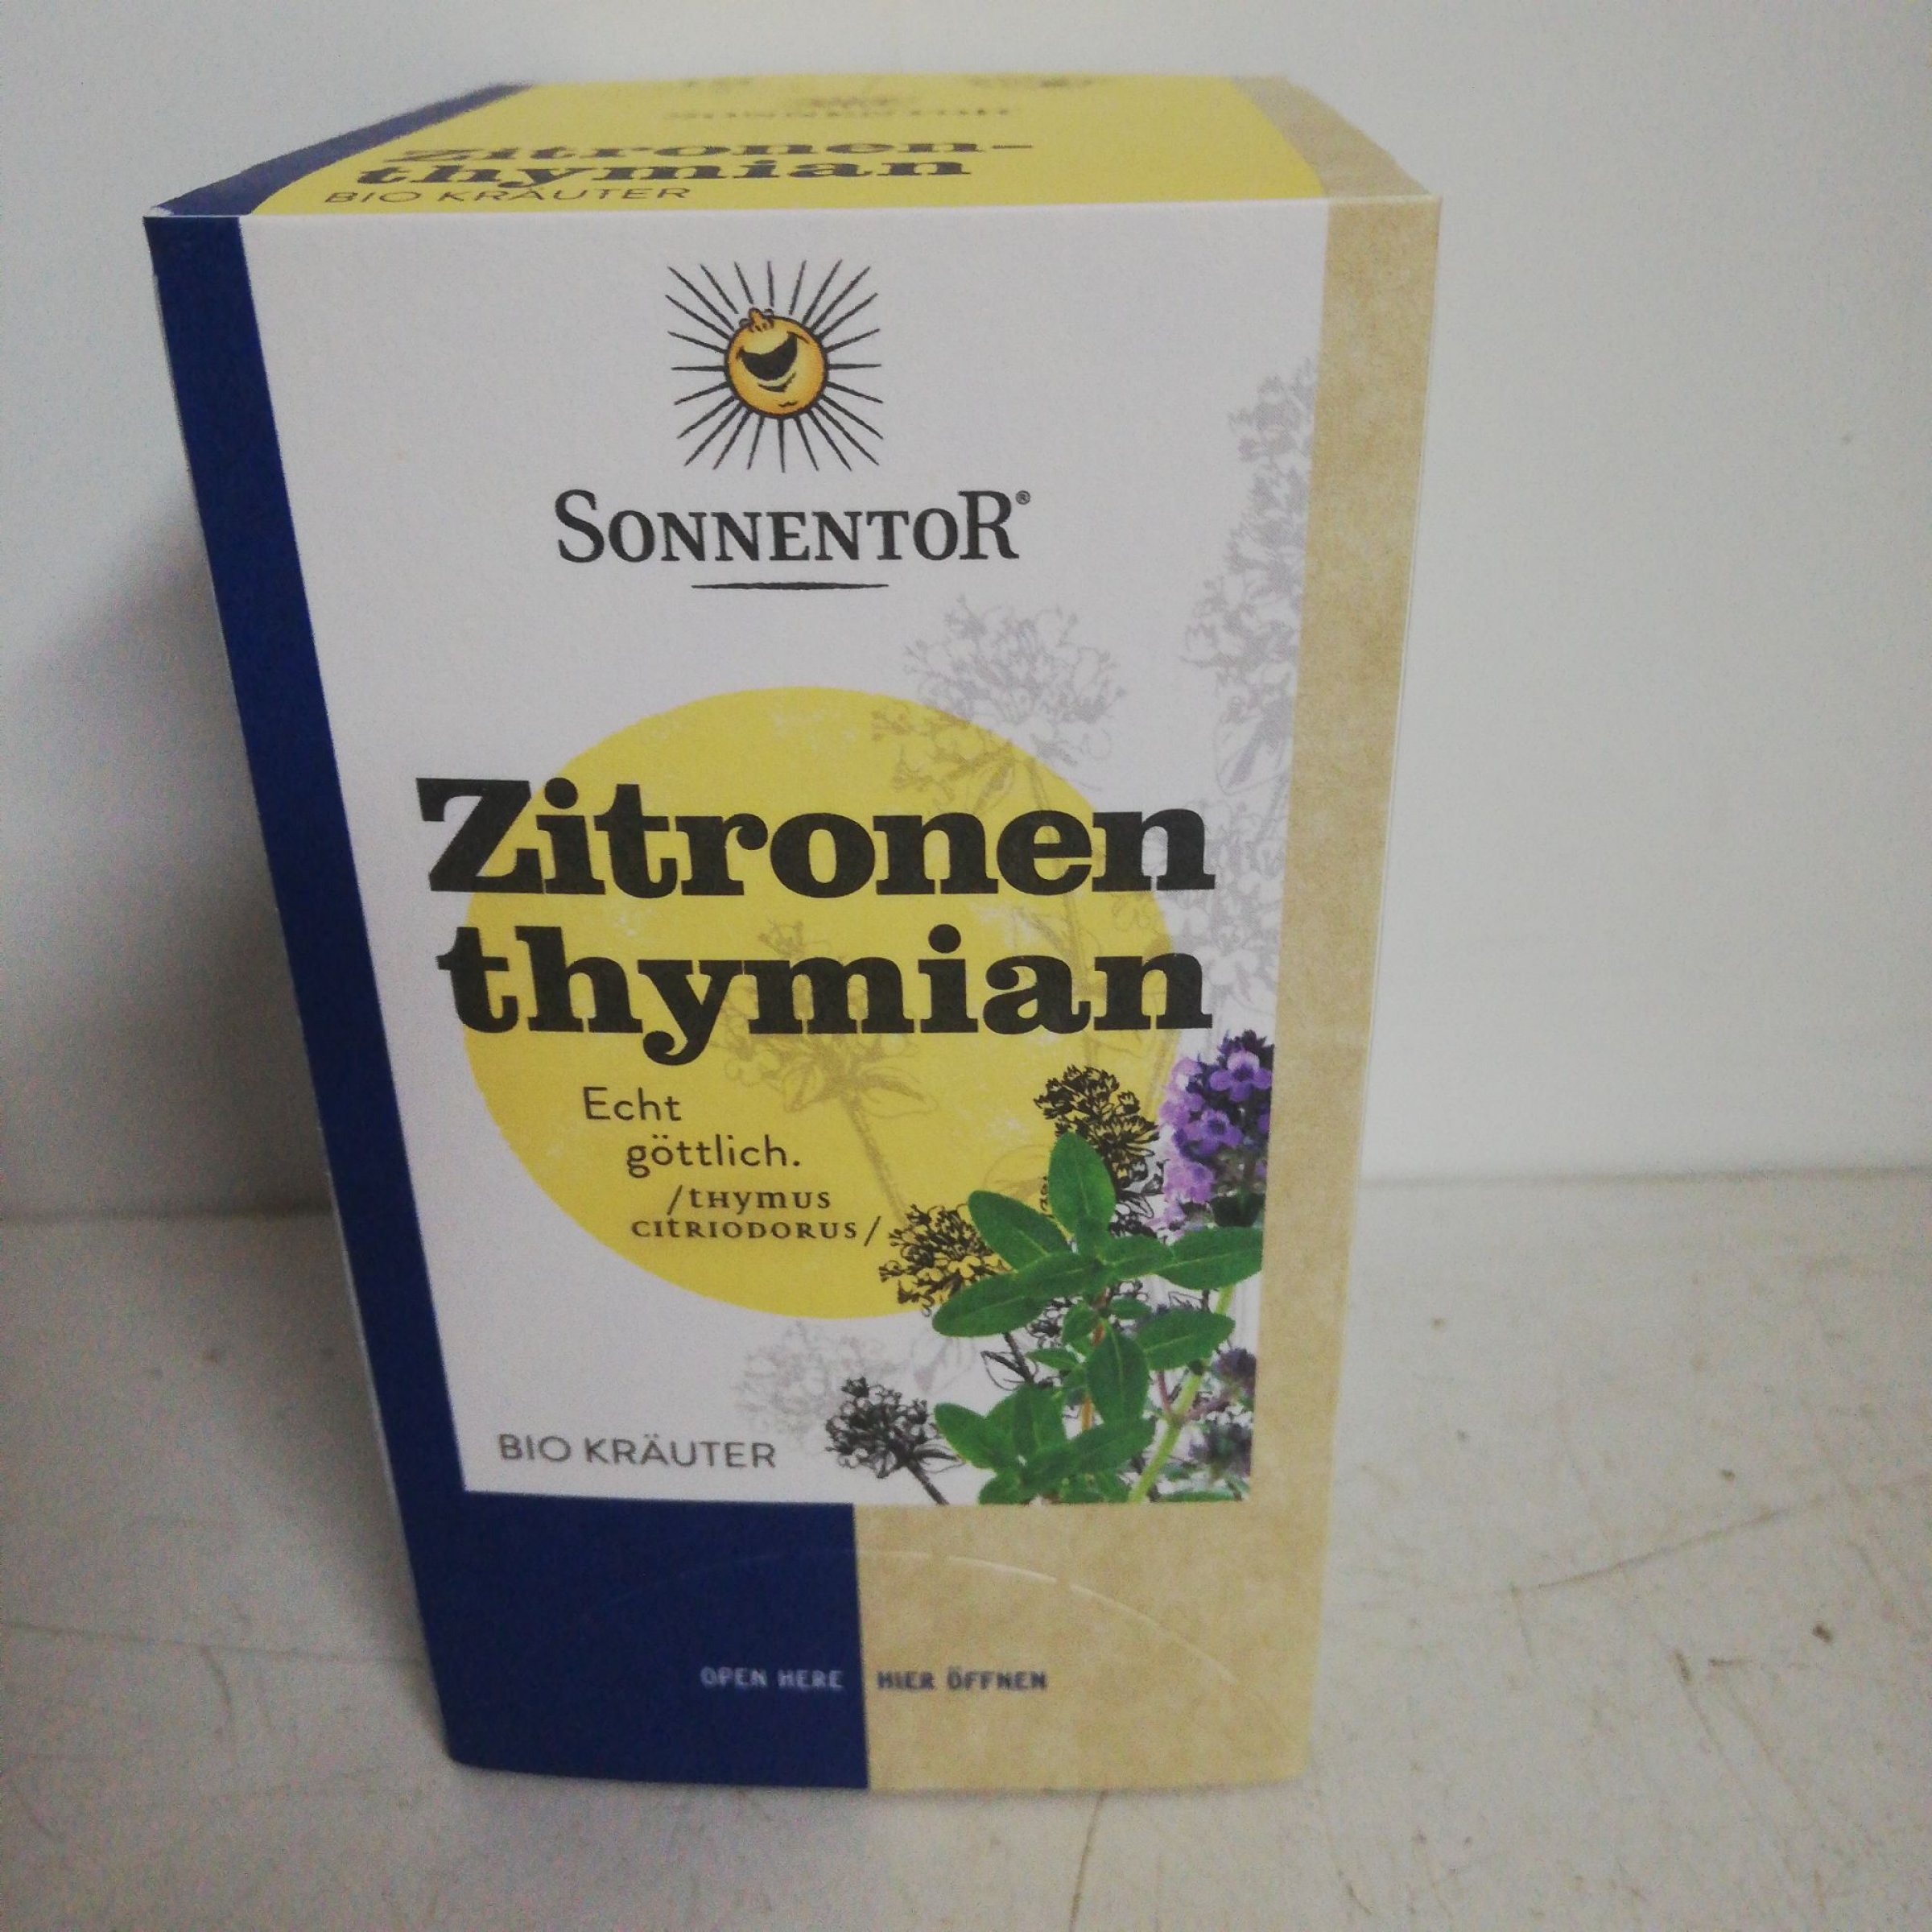 Zitronen-
thymian
BIO KRÄUTER
SONNENTOR®
Zitronen
thymian
Echt
göttlich.
/thymus
citriodorus/
BIO KRÄUTER
OPEN HERE HIER ÖFFNEN